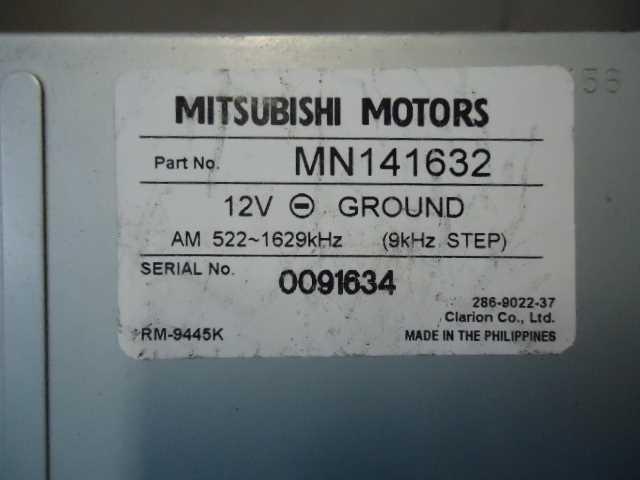 MITSUBISHI MOTORS
Part No. MN141632
12V ⊖ GROUND
AM 522~1629kHz (9kHz STEP)
SERIAL No. 0091634
286-9022-37
Clarion Co., Ltd.
RM-9445K MADE IN THE PHILIPPINES